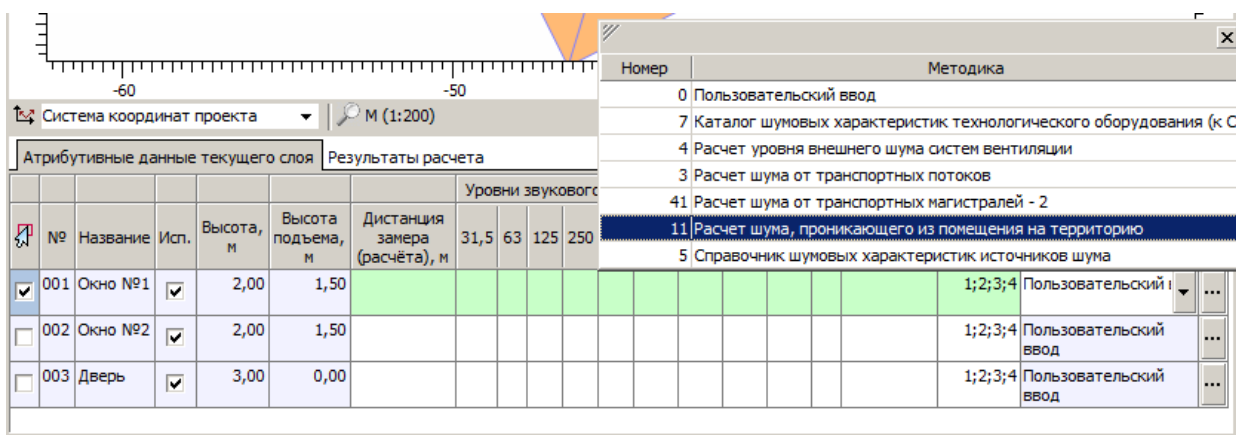 -60 -50
Система координат проекта М (1:200)
Атрибутивные данные текущего слоя Результаты расчета
Номер Методика
0 Пользовательский ввод
7 Каталог шумовых характеристик технологического оборудования (к С
4 Расчет уровня внешнего шума систем вентиляции
3 Расчет шума от транспортных потоков
41 Расчет шума от транспортных магистралей - 2
11 Расчет шума, проникающего из помещения на территорию
5 Справочник шумовых характеристик источников шума
Уровни звуковог
№ Название Исп. Высота, м Высота подъема, м Дистанция замера (расчёта), м 31,5 63 125 250
001 Окно №1 2,00 1,50 1;2;3;4 Пользовательский
002 Окно №2 2,00 1,50 1;2;3;4 Пользовательский ввод
003 Дверь 3,00 0,00 1;2;3;4 Пользовательский ввод